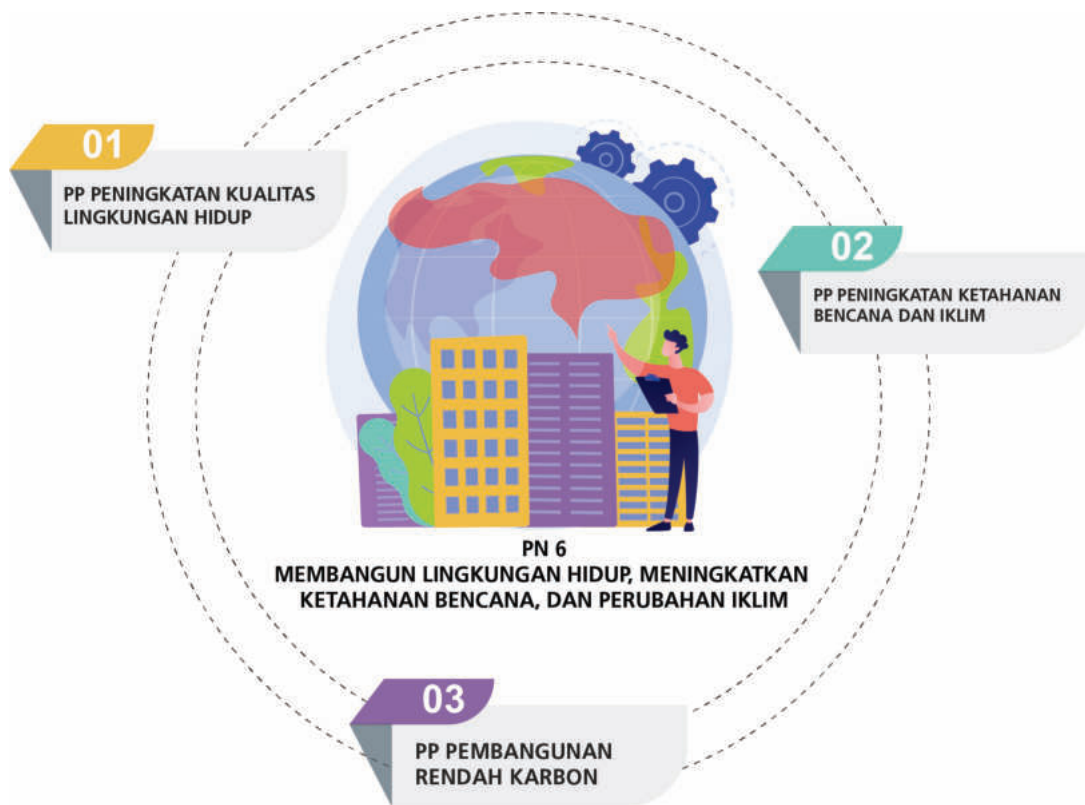 01
PP PENINGKATAN KUALITAS
LINGKUNGAN HIDUP
02
PP PENINGKATAN KETAHANAN
BENCANA DAN IKLIM
PN 6
MEMBANGUN LINGKUNGAN HIDUP, MENINGKATKAN
KETAHANAN BENCANA, DAN PERUBAHAN IKLIM
03
PP PEMBANGUNAN
RENDAH KARBON